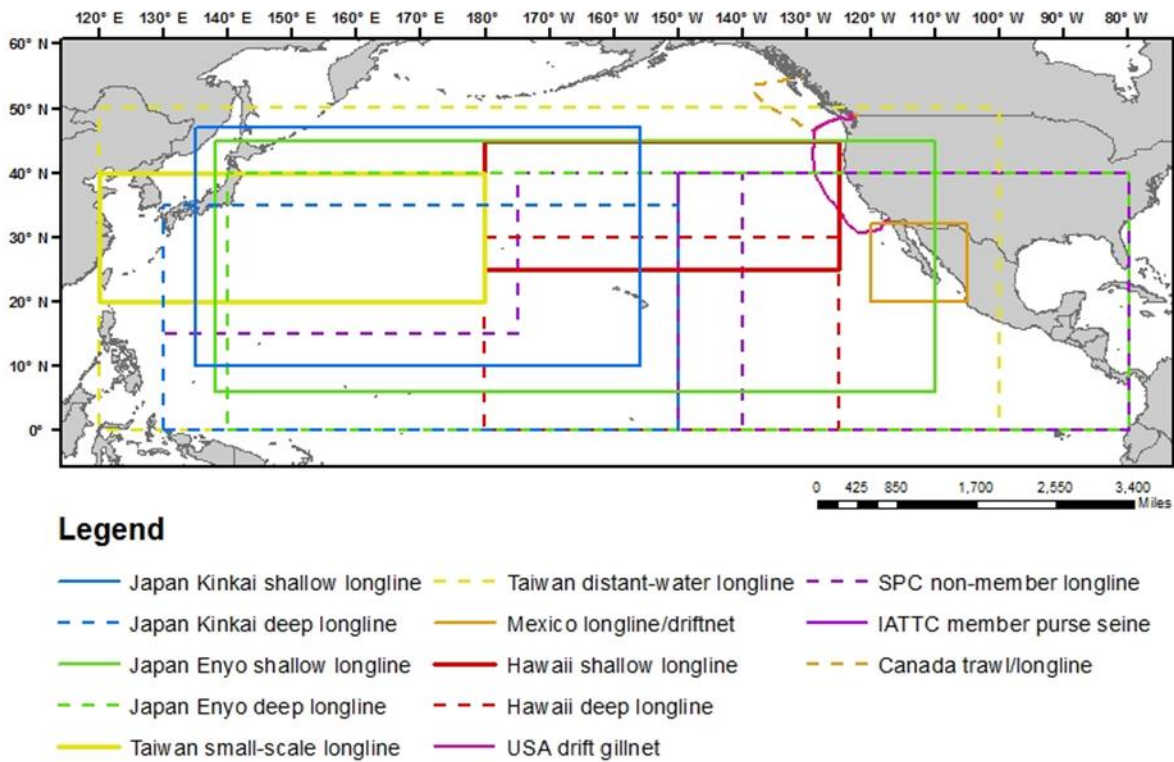 120° E 130° E 140° E 150° E 160° E 170° E 180° 170° W 160° W 150° W 140° W 130° W 120° W 110° W 100° W 90° W 80° W
60° N
50° N
40° N
30° N
20° N
10° N
0°
0 425 850 1,700 2,550 3,400
Miles
Legend
Japan Kinkai shallow longline
Japan Kinkai deep longline
Japan Enyo shallow longline
Japan Enyo deep longline
Taiwan small-scale longline
Taiwan distant-water longline
Mexico longline/driftnet
Hawaii shallow longline
Hawaii deep longline
USA drift gillnet
SPC non-member longline
IATTC member purse seine
Canada trawl/longline